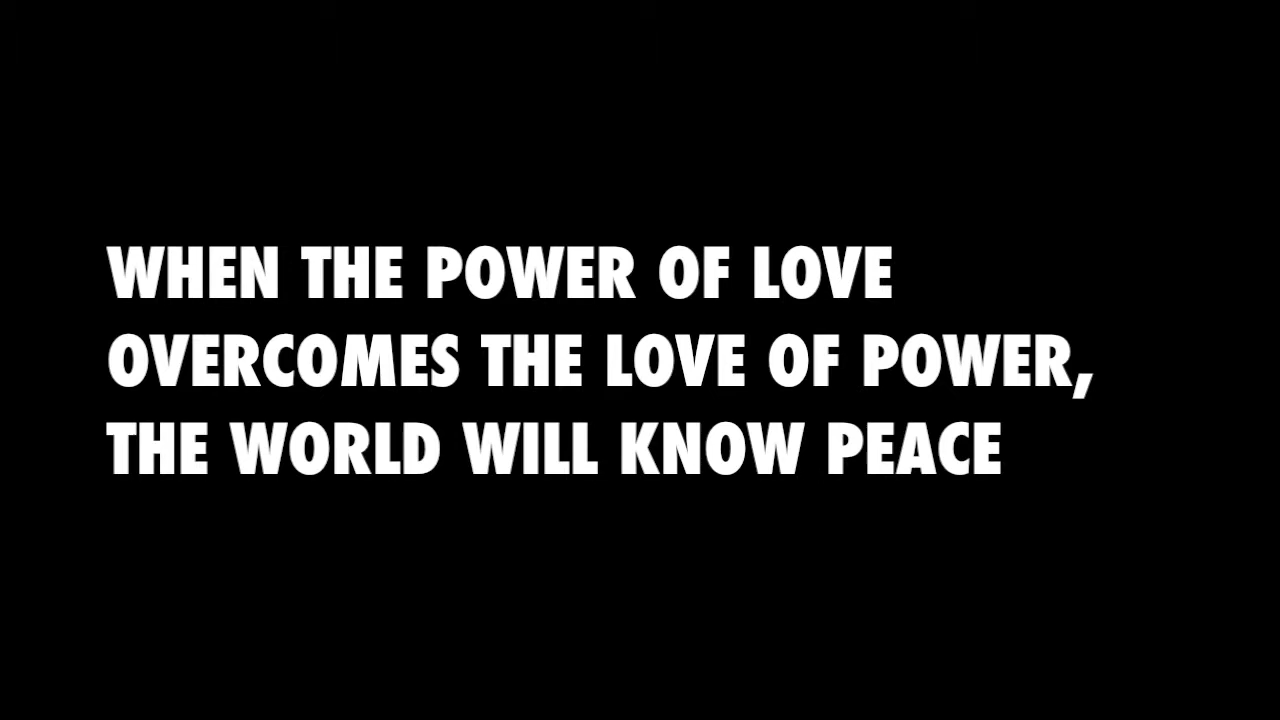 WHEN THE POWER OF LOVE
OVERCOMES THE LOVE OF POWER,
THE WORLD WILL KNOW PEACE